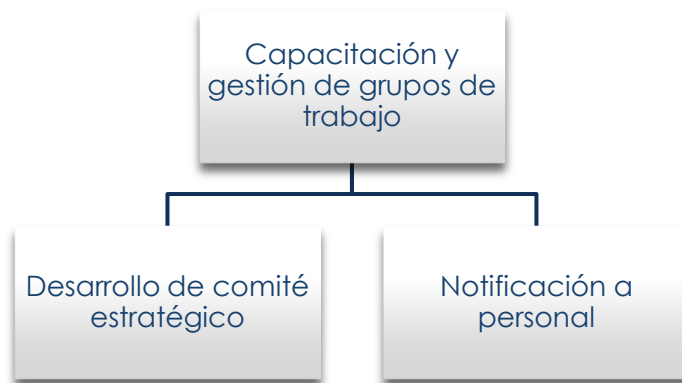 Capacitación y
gestión de grupos de
trabajo
Desarrollo de comité
estratégico
Notificación a
personal